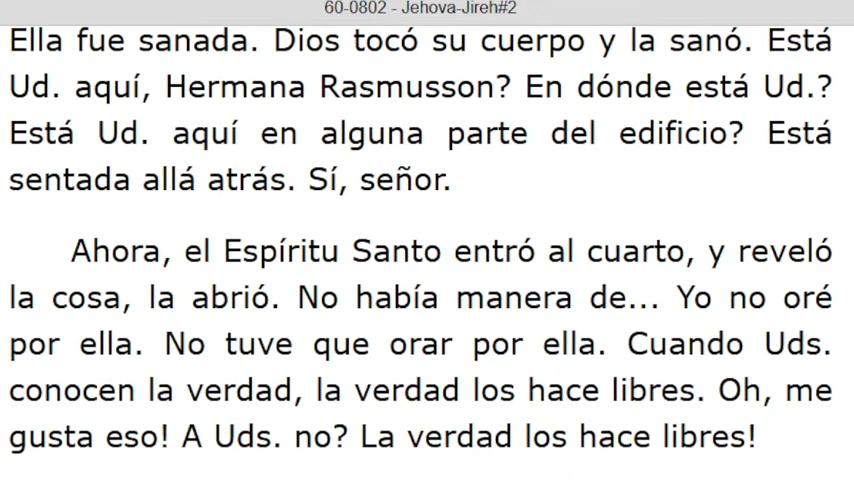 60-0802 - Jehova-Jireh#2
Ella fue sanada. Dios tocó su cuerpo y la sanó. Está
Ud. aquí, Hermana Rasmusson? En dónde está Ud.?
Está Ud. aquí en alguna parte del edificio? Está
sentada allá atrás. Sí, señor.
Ahora, el Espíritu Santo entró al cuarto, y reveló
la cosa, la abrió. No había manera de... Yo no oré
por ella. No tuve que orar por ella. Cuando Uds.
conocen la verdad, la verdad los hace libres. Oh, me
gusta eso! A Uds. no? La verdad los hace libres!